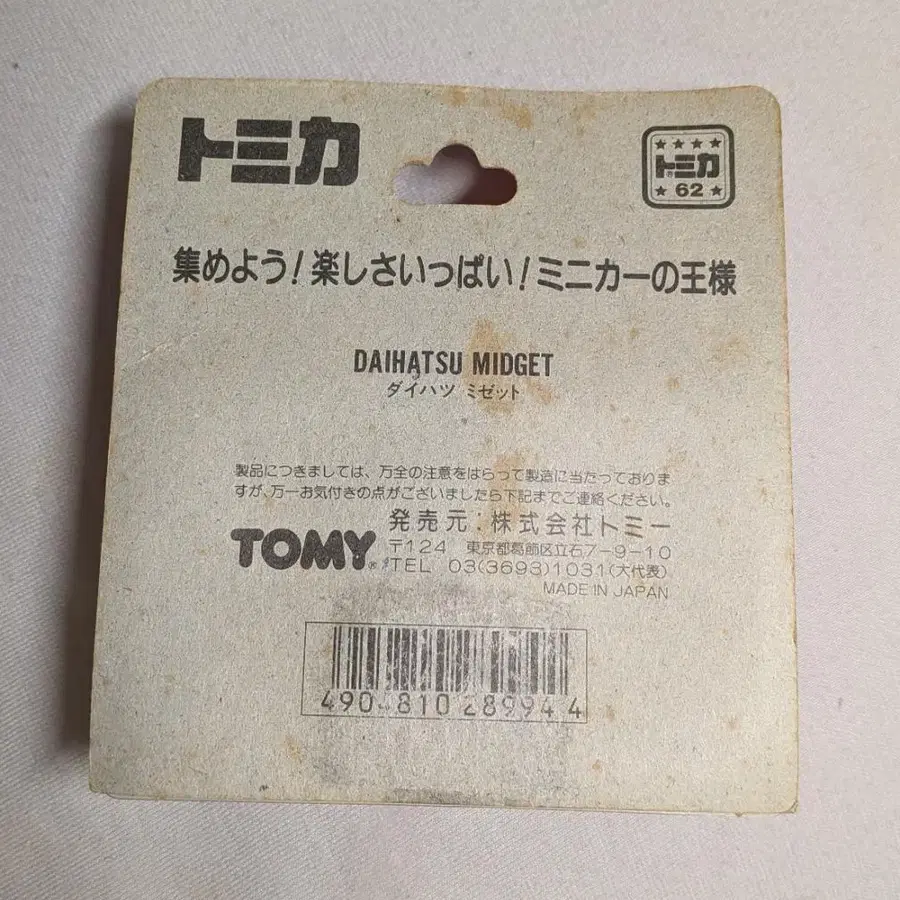 トミカ
★★★★
トミカ®
★62★
集めよう!楽しさいっぱい!ミニカーの王様
DAIHATSU MIDGET
ダイハツ ミゼット
製品につきましては、万全の注意をはらって製造に当たっておりま
すが、万一お気付きの点がございましたら下記までご連絡ください。
TOMY®
発売元:株式会社トミー
〒124 東京都葛飾区立石7-9-10
TEL 03(3693)1031(大代表)
MADE IN JAPAN